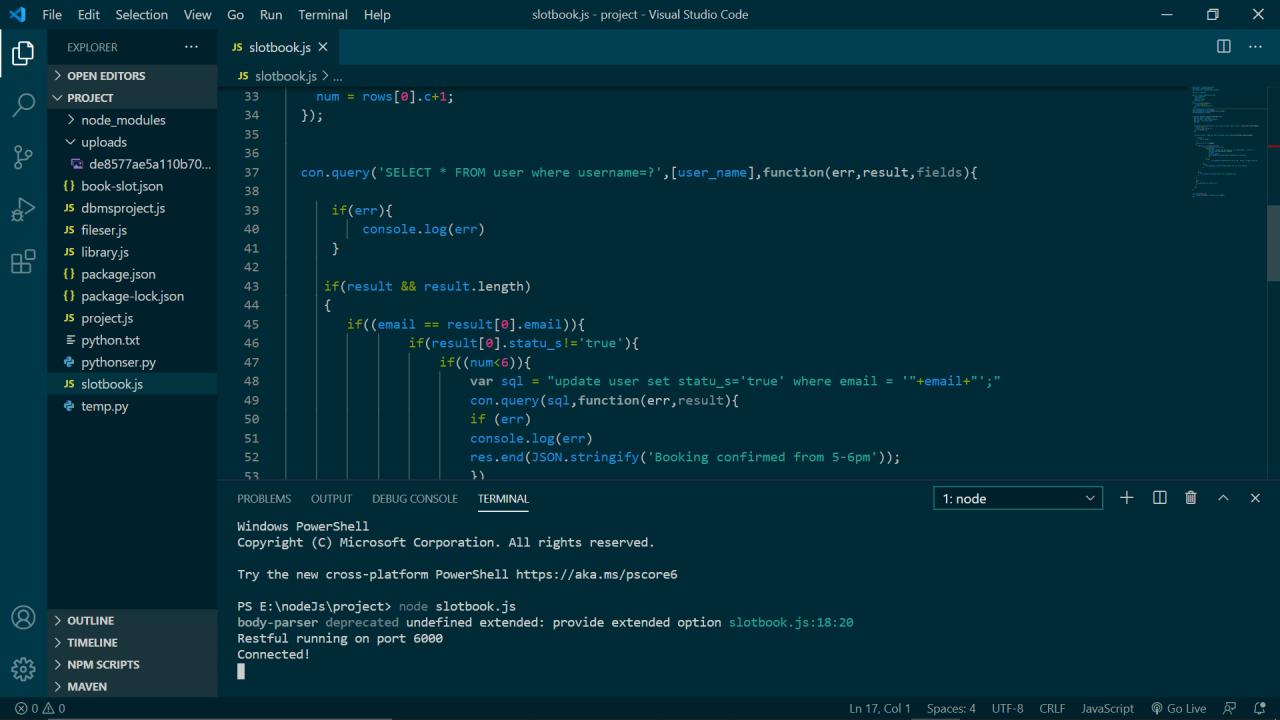 File Edit Selection View Go Run Terminal Help
slotbook.js - project - Visual Studio Code
EXPLORER
OPEN EDITORS
PROJECT
node_modules
uploads
de8577ae5a110b70...
{} book-slot.json
JS dbmsproject.js
JS fileser.js
JS library.js
{} package.json
{} package-lock.json
JS project.js
python.txt
pythonser.py
JS slotbook.js
temp.py
OUTLINE
TIMELINE
NPM SCRIPTS
MAVEN
JS slotbook.js
JS slotbook.js > ...
33 num = rows[0].c+1;
34 });
35
36
37 con.query('SELECT * FROM user where username=?',[user_name],function(err,result,fields){
38
39 if(err){
40 console.log(err)
41 }
42
43 if(result && result.length)
44 {
45 if((email == result[0].email)){
46 if(result[0].statu_s!='true'){
47 if((num<6)){
48 var sql = "update user set statu_s='true' where email = '"+email+"';"
49 con.query(sql,function(err,result){
50 if (err)
51 console.log(err)
52 res.end(JSON.stringify('Booking confirmed from 5-6pm'));
53 })
PROBLEMS OUTPUT DEBUG CONSOLE TERMINAL
1: node
Windows PowerShell
Copyright (C) Microsoft Corporation. All rights reserved.
Try the new cross-platform PowerShell https://aka.ms/pscore6
PS E:\nodeJs\project> node slotbook.js
body-parser deprecated undefined extended: provide extended option slotbook.js:18:20
Restful running on port 6000
Connected!
0 0
Ln 17, Col 1 Spaces: 4 UTF-8 CRLF JavaScript Go Live